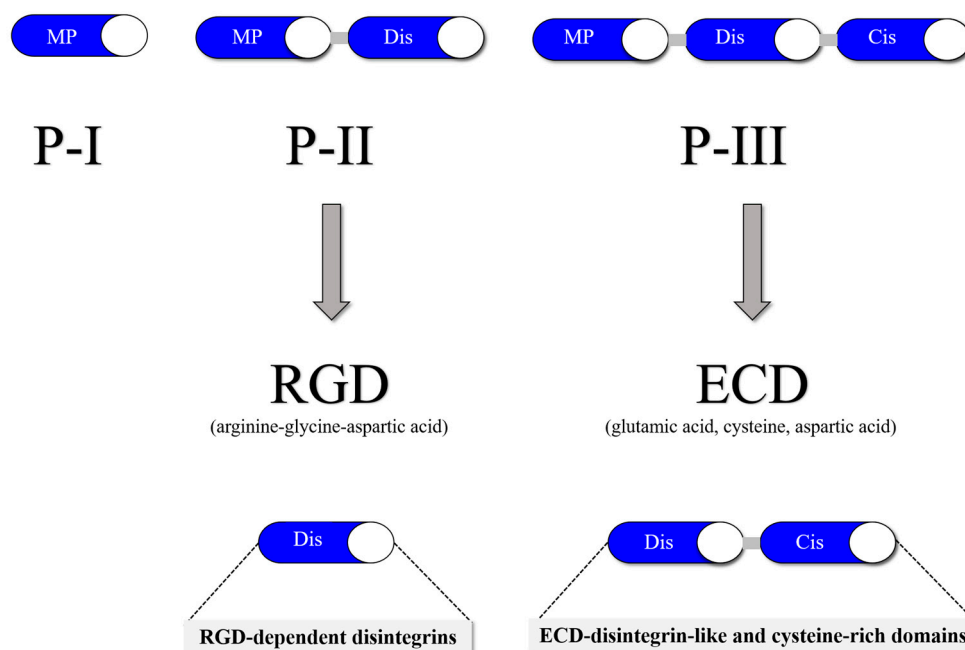 MP
MP Dis
MP Dis Cis
P-I
P-II
P-III
RGD
(arginine-glycine-aspartic acid)
ECD
(glutamic acid, cysteine, aspartic acid)
Dis
Dis Cis
RGD-dependent disintegrins
ECD-disintegrin-like and cysteine-rich domains